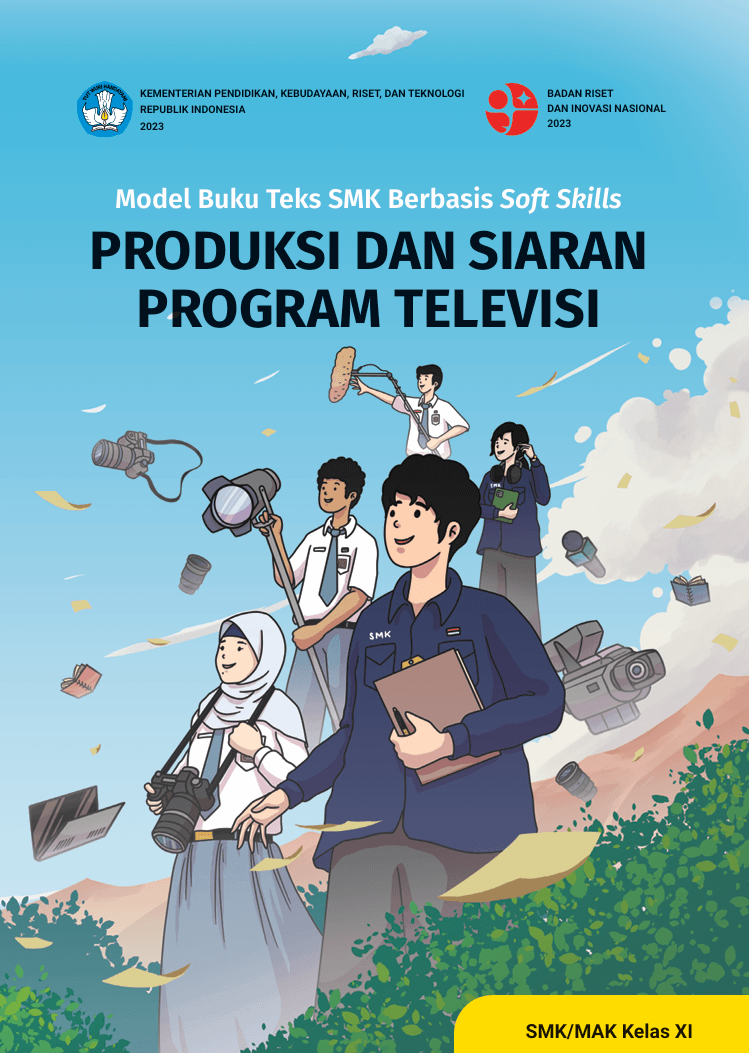 KEMENTERIAN PENDIDIKAN, KEBUDAYAAN, RISET, DAN TEKNOLOGI
REPUBLIK INDONESIA
2023
BADAN RISET
DAN INOVASI NASIONAL
2023
Model Buku Teks SMK Berbasis Soft Skills
PRODUKSI DAN SIARAN
PROGRAM TELEVISI
SMK
SMK
SMK/MAK Kelas XI